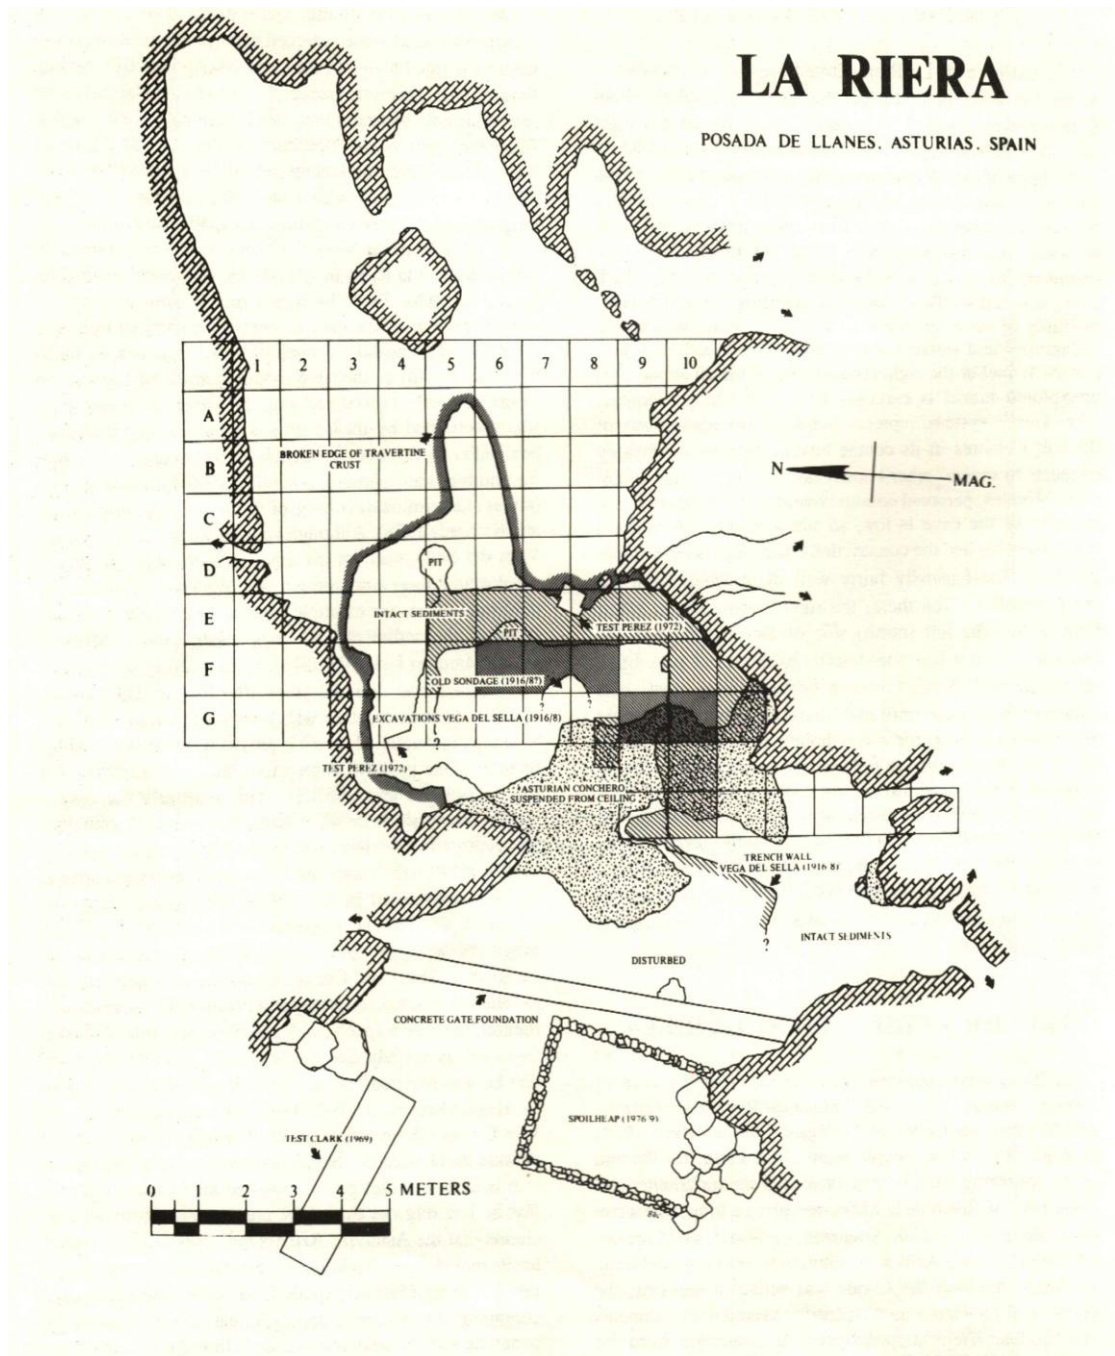 LA RIERA
POSADA DE LLANES, ASTURIAS, SPAIN
1 2 3 4 5 6 7 8 9 10
A
B
C
D
E
F
G
BROKEN EDGE OF TRAVERTINE
CRUST
N
MAG.
PIT
INTACT SEDIMENTS
TEST PEREZ (1972)
PIT
OLD SONDAGE (1916/8?)
? ?
EXCAVATIONS VEGA DEL SELLA (1916/8)
?
TEST PEREZ (1972)
ASTURIAN CONCHERO
SUSPENDED FROM CEILING
TRENCH WALL
VEGA DEL SELLA (1916 8)
?
INTACT SEDIMENTS
DISTURBED
CONCRETE GATE FOUNDATION
SPOILHEAP (1976 9)
TEST CLARK (1969)
0 1 2 3 4 5 METERS